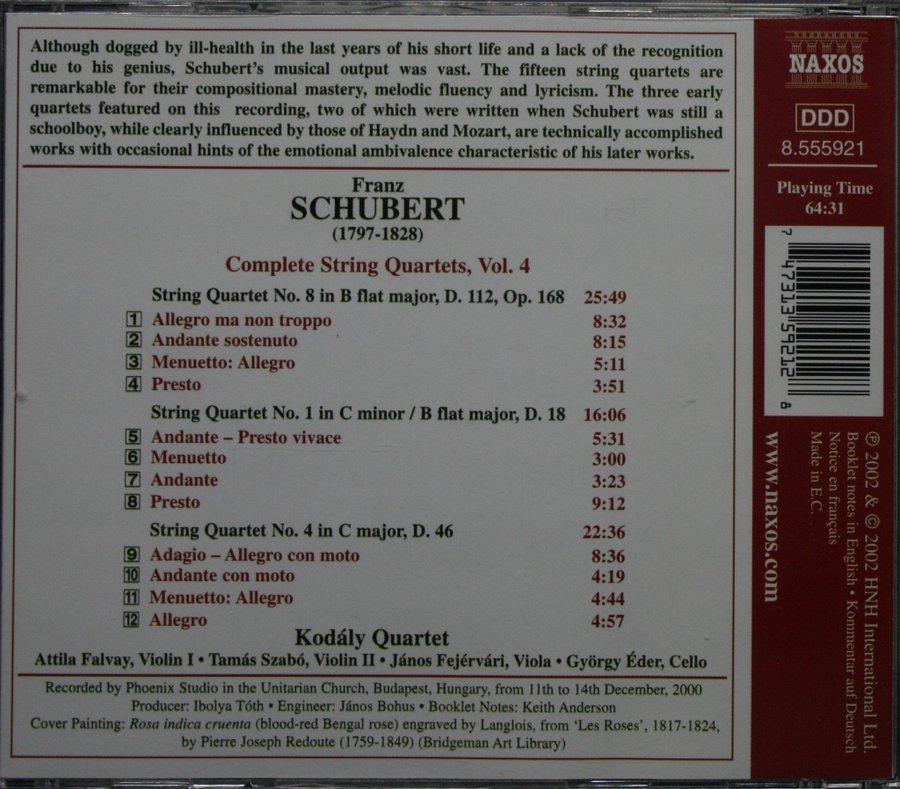 Although dogged by ill-health in the last years of his short life and a lack of the recognition
due to his genius, Schubert's musical output was vast. The fifteen string quartets are
remarkable for their compositional mastery, melodic fluency and lyricism. The three early
quartets featured on this recording, two of which were written when Schubert was still a
schoolboy, while clearly influenced by those of Haydn and Mozart, are technically accomplished
works with occasional hints of the emotional ambivalence characteristic of his later works.
Franz
SCHUBERT
(1797-1828)
Complete String Quartets, Vol. 4
String Quartet No. 8 in B flat major, D. 112, Op. 168 25:49
1 Allegro ma non troppo 8:32
2 Andante sostenuto 8:15
3 Menuetto: Allegro 5:11
4 Presto 3:51
String Quartet No. 1 in C minor / B flat major, D. 18 16:06
5 Andante – Presto vivace 5:31
6 Menuetto 3:00
7 Andante 3:23
8 Presto 9:12
String Quartet No. 4 in C major, D. 46 22:36
9 Adagio – Allegro con moto 8:36
10 Andante con moto 4:19
11 Menuetto: Allegro 4:44
12 Allegro 4:57
Kodály Quartet
Attila Falvay, Violin I • Tamás Szabó, Violin II • János Fejérvári, Viola • György Éder, Cello
Recorded by Phoenix Studio in the Unitarian Church, Budapest, Hungary, from 11th to 14th December, 2000
Producer: Ibolya Tóth • Engineer: János Bohus • Booklet Notes: Keith Anderson
Cover Painting: Rosa indica cruenta (blood-red Bengal rose) engraved by Langlois, from 'Les Roses', 1817-1824,
by Pierre Joseph Redoute (1759-1849) (Bridgeman Art Library)
NAXOS
DDD
8.555921
Playing Time
64:31
7 47313 59212 8
℗ 2002 & © 2002 HNH International Ltd.
Booklet notes in English • Kommentar auf Deutsch
Notice en français
Made in E.C.
www.naxos.com